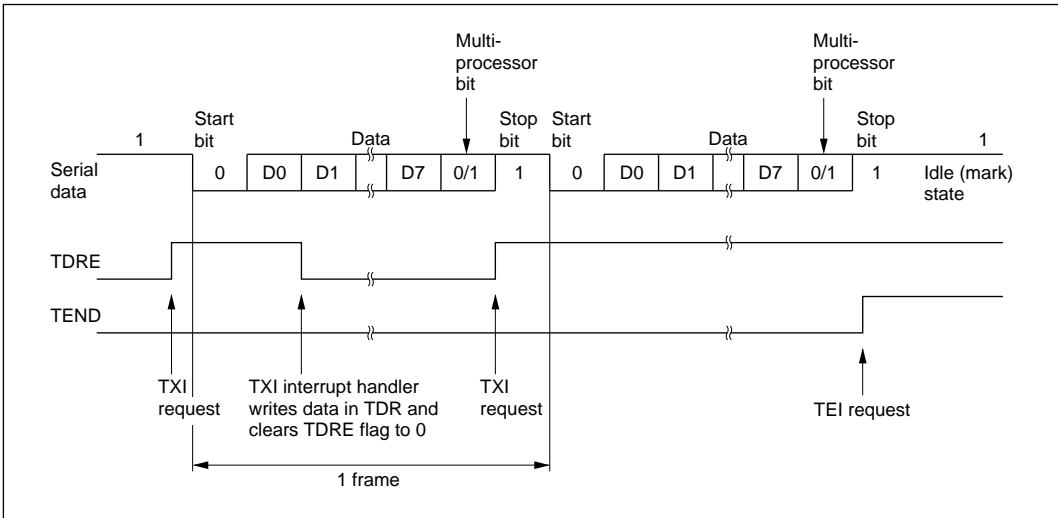 Multi-
processor
bit
Multi-
processor
bit
1
Start
bit
Data
Stop
bit
Start
bit
Data
Stop
bit
1
Serial
data
0 D0 D1 D7 0/1 1 0 D0 D1 D7 0/1 1
Idle (mark)
state
TDRE
TEND
TXI
request
TXI interrupt handler
writes data in TDR and
clears TDRE flag to 0
TXI
request
TEI request
1 frame